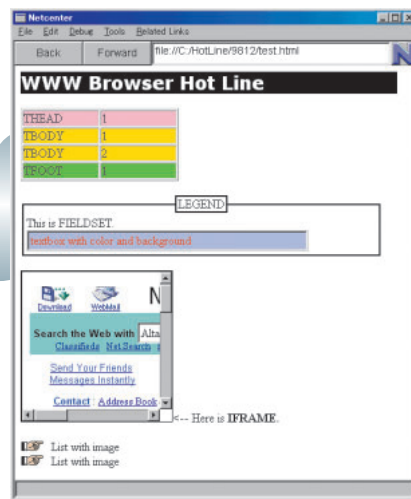 Netcenter
File Edit Debug Tools Related Links
Back Forward file://C:/HotLine/9812/test.html N
WWW Browser Hot Line
THEAD 1
TBODY 1
TBODY 2
TFOOT 1
LEGEND
This is FIELDSET.
textbox with color and background
Download WebMail N
Search the Web with Alta
Classifieds Net Search
Send Your Friends
Messages Instantly
Contact : Address Book
<-- Here is IFRAME.
List with image
List with image